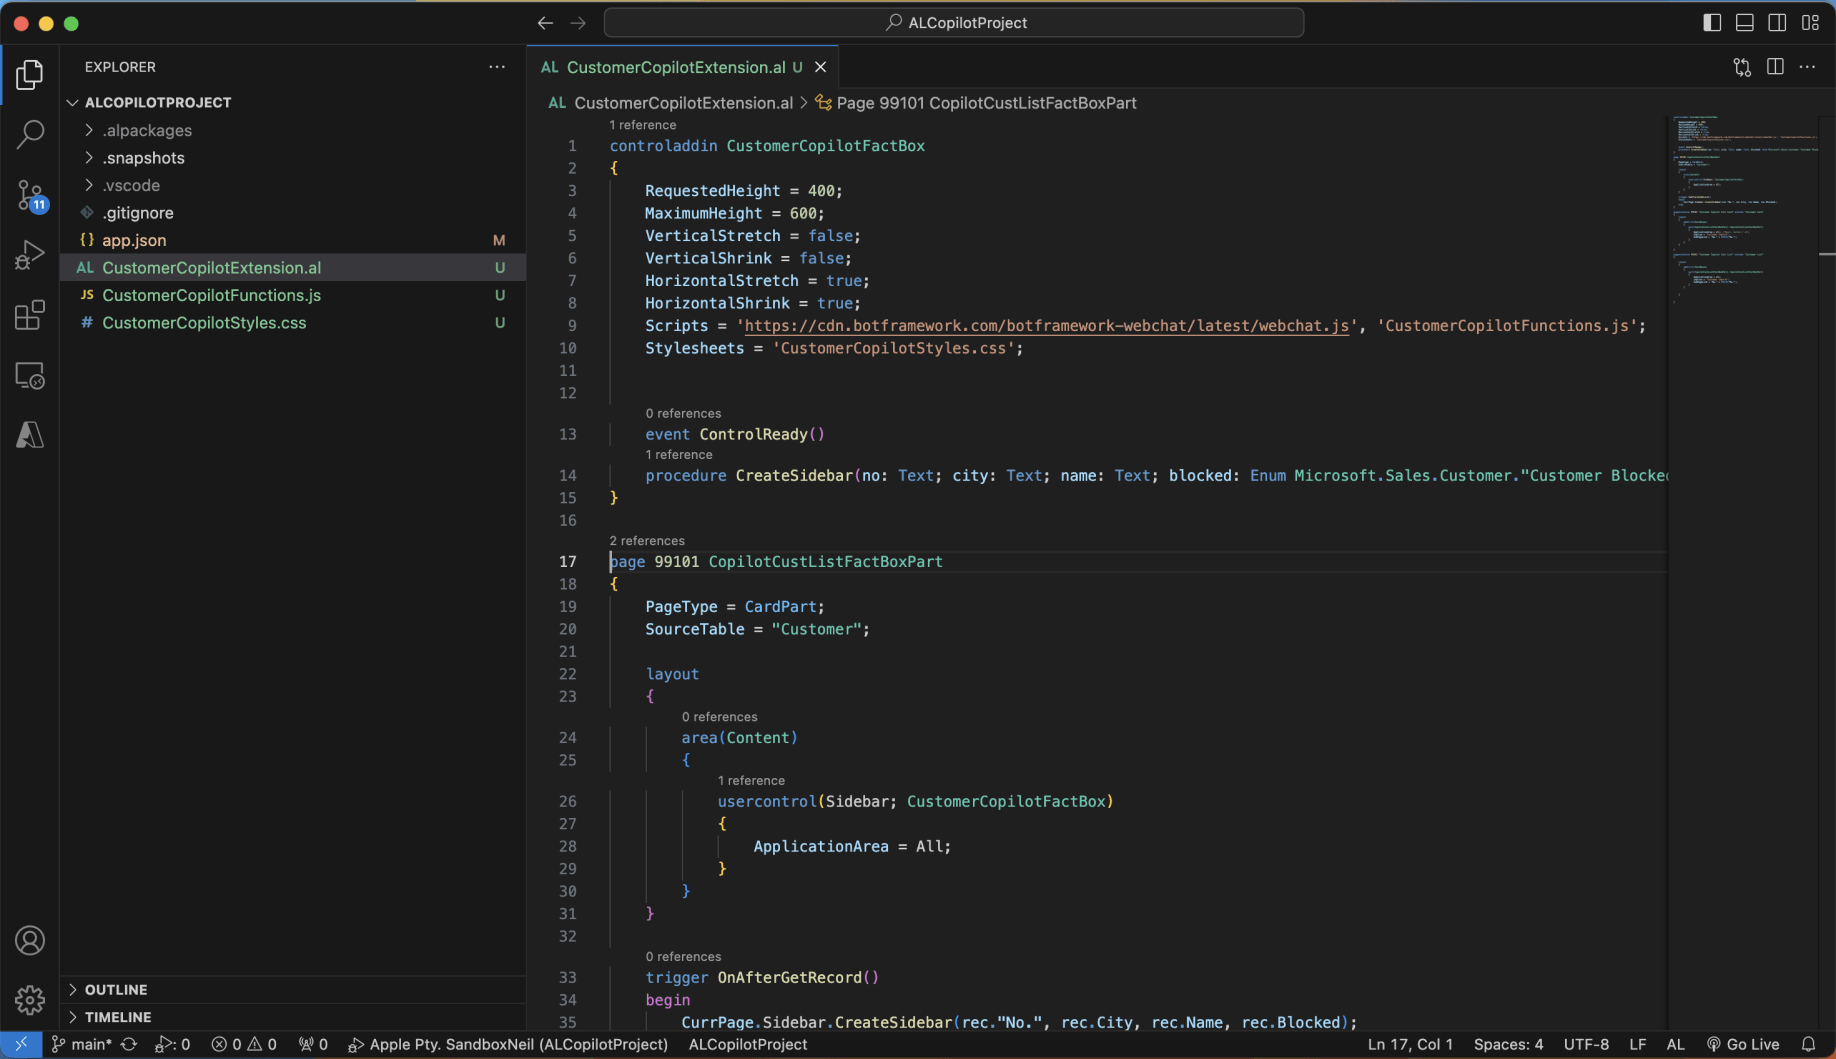 ALCopilotProject
EXPLORER
ALCOPILOTPROJECT
.alpackages
.snapshots
.vscode
.gitignore
{} app.json M
AL CustomerCopilotExtension.al U
JS CustomerCopilotFunctions.js U
# CustomerCopilotStyles.css U
11
OUTLINE
TIMELINE
AL CustomerCopilotExtension.al U
AL CustomerCopilotExtension.al > Page 99101 CopilotCustListFactBoxPart
1 reference
1 controladdin CustomerCopilotFactBox
2 {
3 RequestedHeight = 400;
4 MaximumHeight = 600;
5 VerticalStretch = false;
6 VerticalShrink = false;
7 HorizontalStretch = true;
8 HorizontalShrink = true;
9 Scripts = 'https://cdn.botframework.com/botframework-webchat/latest/webchat.js', 'CustomerCopilotFunctions.js';
10 Stylesheets = 'CustomerCopilotStyles.css';
11
12
0 references
13 event ControlReady()
1 reference
14 procedure CreateSidebar(no: Text; city: Text; name: Text; blocked: Enum Microsoft.Sales.Customer."Customer Blocked
15 }
16
2 references
17 page 99101 CopilotCustListFactBoxPart
18 {
19 PageType = CardPart;
20 SourceTable = "Customer";
21
22 layout
23 {
0 references
24 area(Content)
25 {
1 reference
26 usercontrol(Sidebar; CustomerCopilotFactBox)
27 {
28 ApplicationArea = All;
29 }
30 }
31 }
32
0 references
33 trigger OnAfterGetRecord()
34 begin
35 CurrPage.Sidebar.CreateSidebar(rec."No.", rec.City, rec.Name, rec.Blocked);
main* : 0 0 0 0 Apple Pty. SandboxNeil (ALCopilotProject) ALCopilotProject Ln 17, Col 1 Spaces: 4 UTF-8 LF AL Go Live